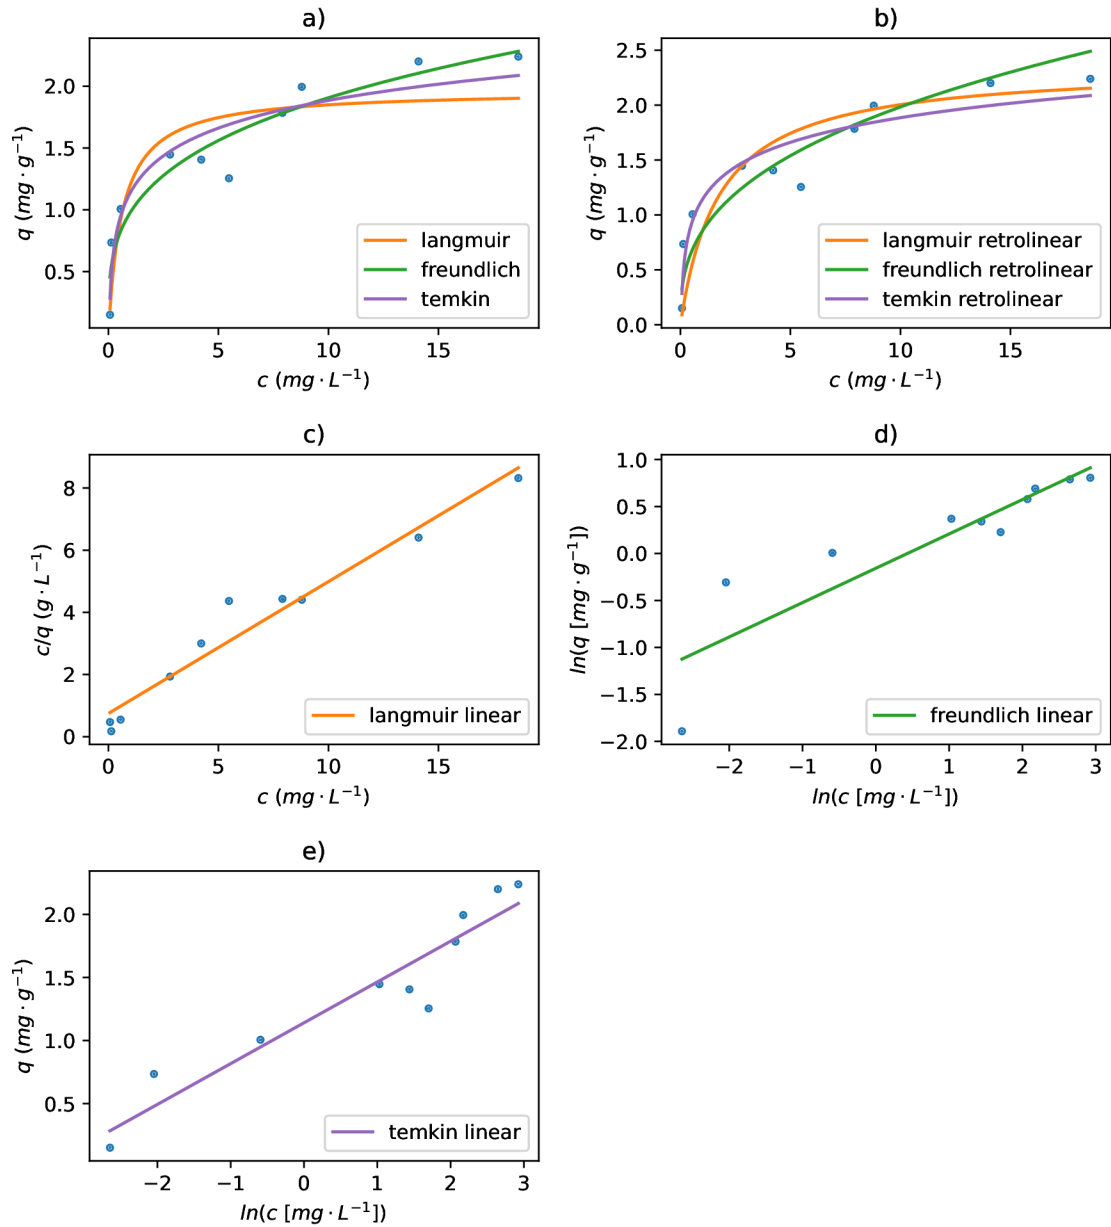 a)
2.0
1.5
1.0
0.5
q (mg · g⁻¹)
langmuir
freundlich
temkin
0 5 10 15
c (mg · L⁻¹)
b)
2.5
2.0
1.5
1.0
0.5
0.0
q (mg · g⁻¹)
langmuir retrolinear
freundlich retrolinear
temkin retrolinear
0 5 10 15
c (mg · L⁻¹)
c)
8
6
4
2
0
c/q (g · L⁻¹)
langmuir linear
0 5 10 15
c (mg · L⁻¹)
d)
1.0
0.5
0.0
−0.5
−1.0
−1.5
−2.0
ln(q [mg · g⁻¹])
freundlich linear
−2 −1 0 1 2 3
ln(c [mg · L⁻¹])
e)
2.0
1.5
1.0
0.5
q (mg · g⁻¹)
temkin linear
−2 −1 0 1 2 3
ln(c [mg · L⁻¹])